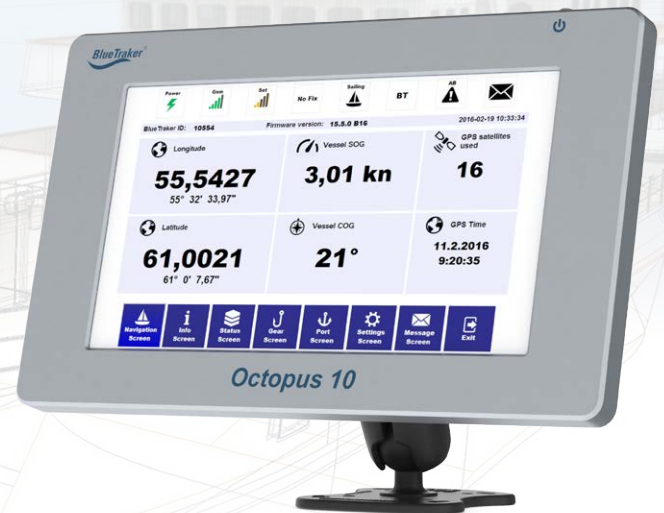 BlueTraker®
Power
Gsm
Sat
No Fix
Sailing
BT
AB
BlueTraker ID: 10554
Firmware version: 15.5.0 B16
2016-02-19 10:33:34
Longitude
55,5427
55° 32' 33,97"
Vessel SOG
3,01 kn
GPS satellites
used
16
Latitude
61,0021
61° 0' 7,67"
Vessel COG
21°
GPS Time
11.2.2016
9:20:35
Navigation
Screen
Info
Screen
Status
Screen
Gear
Screen
Port
Screen
Settings
Screen
Message
Screen
Exit
Octopus 10